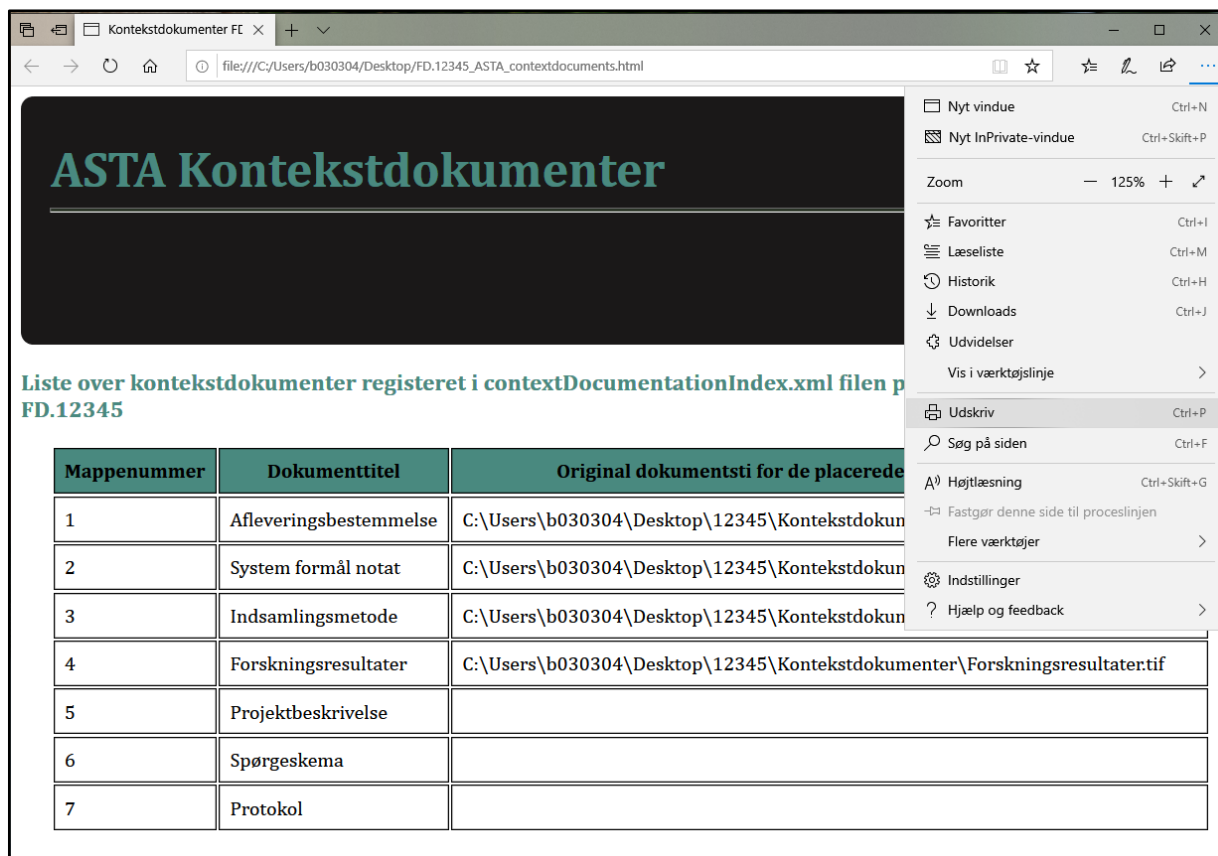 Kontekstdokumenter FI
file:///C:/Users/b030304/Desktop/FD.12345_ASTA_contextdocuments.html
ASTA Kontekstdokumenter
Liste over kontekstdokumenter registeret i contextDocumentationIndex.xml filen p
FD.12345
Mappenummer Dokumenttitel Original dokumentsti for de placerede
1 Afleveringsbestemmelse C:\Users\b030304\Desktop\12345\Kontekstdokun
2 System formål notat C:\Users\b030304\Desktop\12345\Kontekstdokun
3 Indsamlingsmetode C:\Users\b030304\Desktop\12345\Kontekstdokun
4 Forskningsresultater C:\Users\b030304\Desktop\12345\Kontekstdokumenter\Forskningsresultater.tif
5 Projektbeskrivelse
6 Spørgeskema
7 Protokol
Nyt vindue Ctrl+N
Nyt InPrivate-vindue Ctrl+Skift+P
Zoom — 125% +
Favoritter Ctrl+I
Læseliste Ctrl+M
Historik Ctrl+H
Downloads Ctrl+J
Udvidelser
Vis i værktøjslinje
Udskriv Ctrl+P
Søg på siden Ctrl+F
Højtlæsning Ctrl+Skift+G
Fastgør denne side til proceslinjen
Flere værktøjer
Indstillinger
Hjælp og feedback